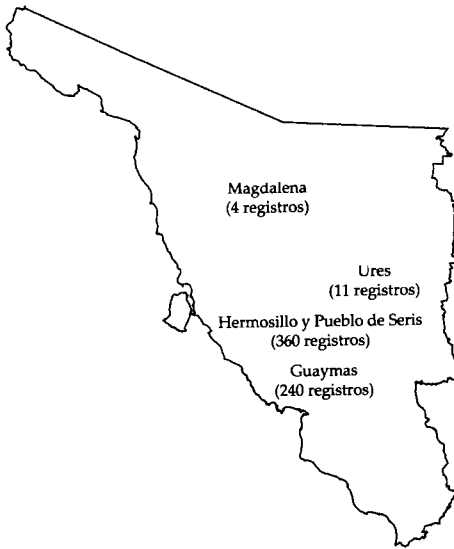 Magdalena
(4 registros)
Ures
(11 registros)
Hermosillo y Pueblo de Seris
(360 registros)
Guaymas
(240 registros)